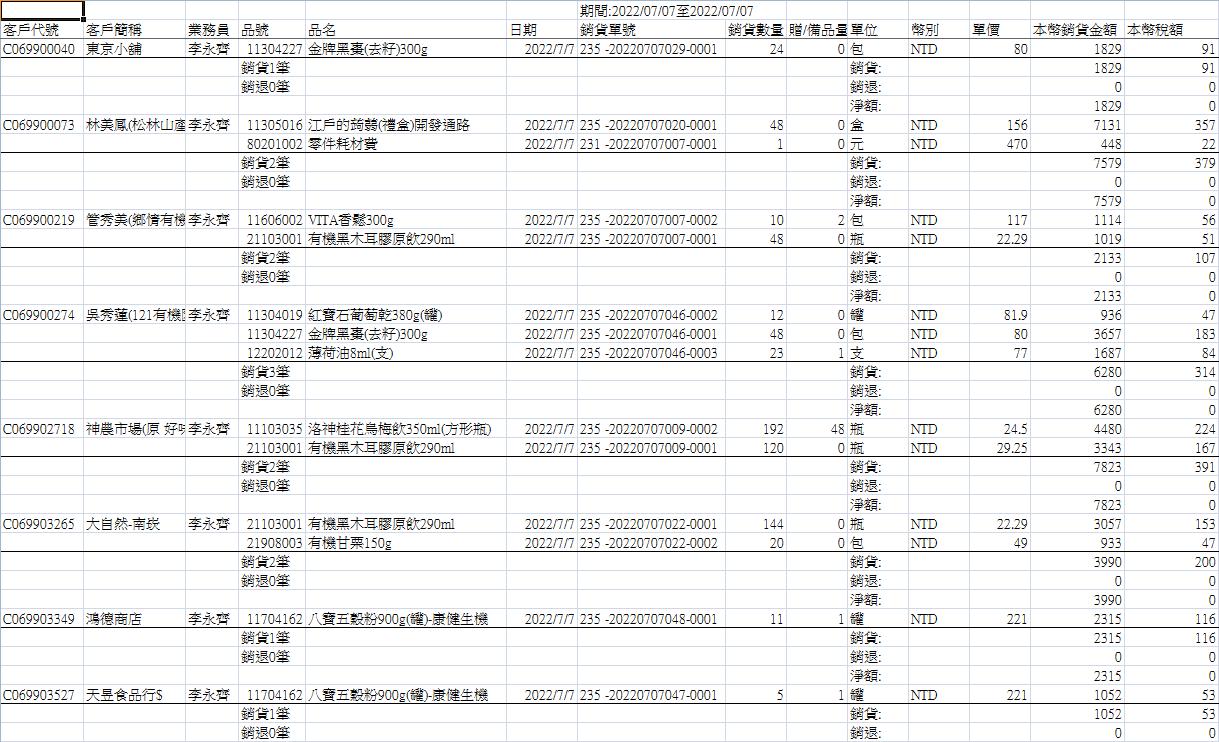 期間:2022/07/07至2022/07/07
客戶代號 客戶簡稱 業務員 品號 品名 日期 銷貨單號 銷貨數量 贈/備品量 單位 幣別 單價 本幣銷貨金額 本幣稅額
C069900040 東京小舖 李永齊 11304227 金牌黑棗(去籽)300g 2022/7/7 235 -20220707029-0001 24 0 包 NTD 80 1829 91
銷貨1筆 銷貨: 1829 91
銷退0筆 銷退: 0 0
淨額: 1829 0
C069900073 林美鳳(松林山產 李永齊 11305016 江戶的蒟蒻(禮盒)開發通路 2022/7/7 235 -20220707020-0001 48 0 盒 NTD 156 7131 357
80201002 零件耗材費 2022/7/7 231 -20220707007-0001 1 0 元 NTD 470 448 22
銷貨2筆 銷貨: 7579 379
銷退0筆 銷退: 0 0
淨額: 7579 0
C069900219 管秀美(鄉情有機 李永齊 11606002 VITA香鬆300g 2022/7/7 235 -20220707007-0002 10 2 包 NTD 117 1114 56
21103001 有機黑木耳膠原飲290ml 2022/7/7 235 -20220707007-0001 48 0 瓶 NTD 22.29 1019 51
銷貨2筆 銷貨: 2133 107
銷退0筆 銷退: 0 0
淨額: 2133 0
C069900274 吳秀蓮(121有機 李永齊 11304019 紅寶石葡萄乾380g(罐) 2022/7/7 235 -20220707046-0002 12 0 罐 NTD 81.9 936 47
11304227 金牌黑棗(去籽)300g 2022/7/7 235 -20220707046-0001 48 0 包 NTD 80 3657 183
12202012 薄荷油8ml(支) 2022/7/7 235 -20220707046-0003 23 1 支 NTD 77 1687 84
銷貨3筆 銷貨: 6280 314
銷退0筆 銷退: 0 0
淨額: 6280 0
C069902718 神農市場(原 好 李永齊 11103035 洛神桂花烏梅飲350ml(方形瓶) 2022/7/7 235 -20220707009-0002 192 48 瓶 NTD 24.5 4480 224
21103001 有機黑木耳膠原飲290ml 2022/7/7 235 -20220707009-0001 120 0 瓶 NTD 29.25 3343 167
銷貨2筆 銷貨: 7823 391
銷退0筆 銷退: 0 0
淨額: 7823 0
C069903265 大自然-南崁 李永齊 21103001 有機黑木耳膠原飲290ml 2022/7/7 235 -20220707022-0001 144 0 瓶 NTD 22.29 3057 153
21908003 有機甘栗150g 2022/7/7 235 -20220707022-0002 20 0 包 NTD 49 933 47
銷貨2筆 銷貨: 3990 200
銷退0筆 銷退: 0 0
淨額: 3990 0
C069903349 鴻德商店 李永齊 11704162 八寶五穀粉900g(罐)-康健生機 2022/7/7 235 -20220707048-0001 11 1 罐 NTD 221 2315 116
銷貨1筆 銷貨: 2315 116
銷退0筆 銷退: 0 0
淨額: 2315 0
C069903527 天昱食品行$ 李永齊 11704162 八寶五穀粉900g(罐)-康健生機 2022/7/7 235 -20220707047-0001 5 1 罐 NTD 221 1052 53
銷貨1筆 銷貨: 1052 53
銷退0筆 銷退: 0 0